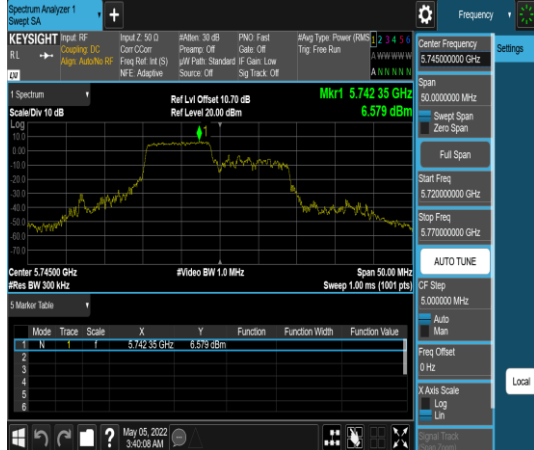 Spectrum Analyzer 1
Swept SA
+
Frequency
KEYSIGHT
Input: RF
Input Z: 50 Ω
#Atten: 30 dB
PNO: Fast
#Avg Type: Power (RMS
1 2 3 4 5 6
RL
Coupling: DC
Corr CCorr
Preamp: Off
Gate: Off
Trig: Free Run
Align: Auto/No RF
Freq Ref: Int (S)
µW Path: Standard
IF Gain: Low
A W W W W W
NFE: Adaptive
Source: Off
Sig Track: Off
A N N N N N
LXI
1 Spectrum
Ref Lvl Offset 10.70 dB
Mkr1 5.742 35 GHz
Scale/Div 10 dB
Ref Level 20.00 dBm
6.579 dBm
Log
1
10.0
0.00
-10.0
-20.0
-30.0
-40.0
-50.0
-60.0
-70.0
Center 5.74500 GHz
#Video BW 1.0 MHz
Span 50.00 MHz
#Res BW 300 kHz
Sweep 1.00 ms (1001 pts)
5 Marker Table
Mode Trace Scale X Y Function Function Width Function Value
1 N 1 f 5.742 35 GHz 6.579 dBm
2
3
4
5
6
May 05, 2022
3:40:08 AM
?
Center Frequency
5.745000000 GHz
Span
50.0000000 MHz
Swept Span
Zero Span
Full Span
Start Freq
5.720000000 GHz
Stop Freq
5.770000000 GHz
AUTO TUNE
CF Step
5.000000 MHz
Auto
Man
Freq Offset
0 Hz
X Axis Scale
Log
Lin
Signal Track
(Span Zoom)
Settings
Local